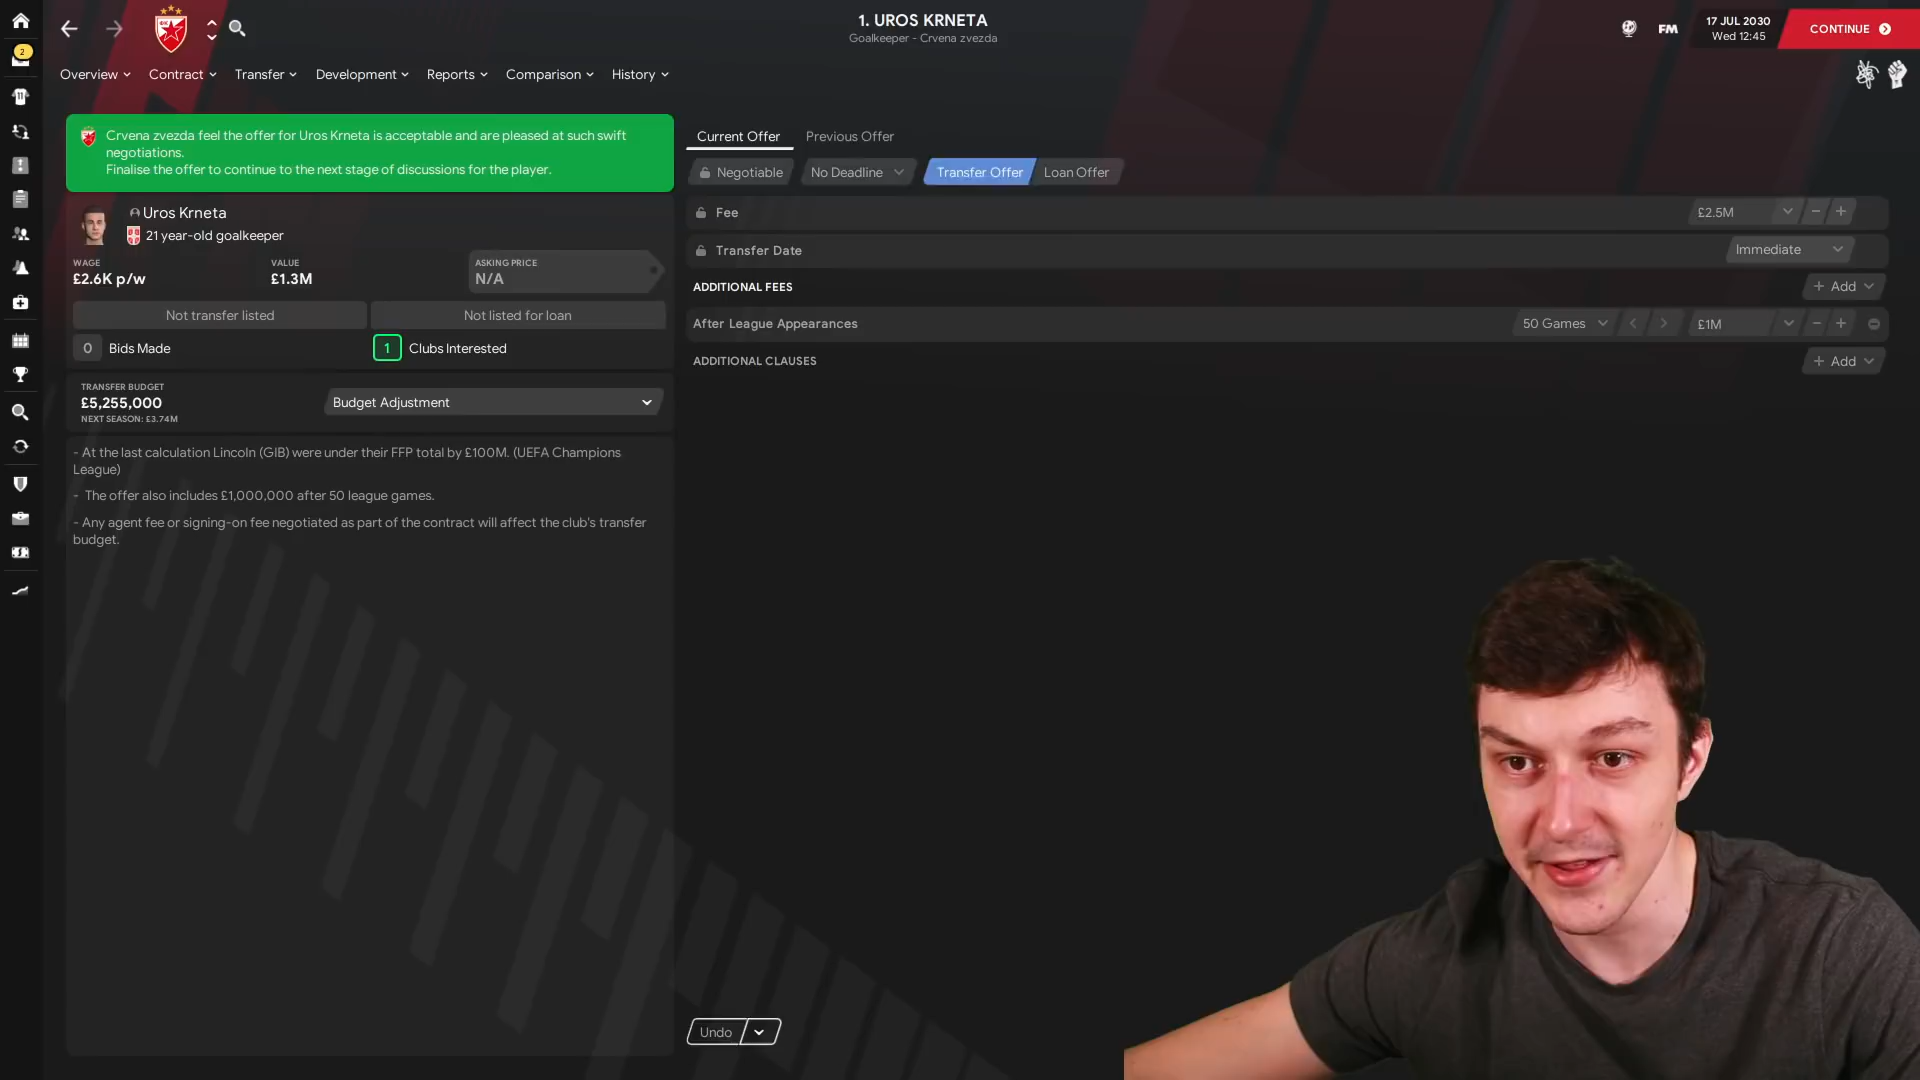 1. UROS KRNETA
Goalkeeper - Crvena zvezda
FM
17 JUL 2030
Wed 12:45
CONTINUE
2
11
Overview
Contract
Transfer
Development
Reports
Comparison
History
Crvena zvezda feel the offer for Uros Krneta is acceptable and are pleased at such swift
negotiations.
Finalise the offer to continue to the next stage of discussions for the player.
Uros Krneta
21 year-old goalkeeper
WAGE
£2.6K p/w
VALUE
£1.3M
ASKING PRICE
N/A
Not transfer listed
Not listed for loan
0 Bids Made
1 Clubs Interested
TRANSFER BUDGET
£5,255,000
NEXT SEASON: £3.74M
Budget Adjustment
- At the last calculation Lincoln (GIB) were under their FFP total by £100M. (UEFA Champions
League)
- The offer also includes £1,000,000 after 50 league games.
- Any agent fee or signing-on fee negotiated as part of the contract will affect the club's transfer
budget.
Current Offer
Previous Offer
Negotiable
No Deadline
Transfer Offer
Loan Offer
Fee
£2.5M
Transfer Date
Immediate
ADDITIONAL FEES
+ Add
After League Appearances
50 Games
£1M
ADDITIONAL CLAUSES
+ Add
Undo